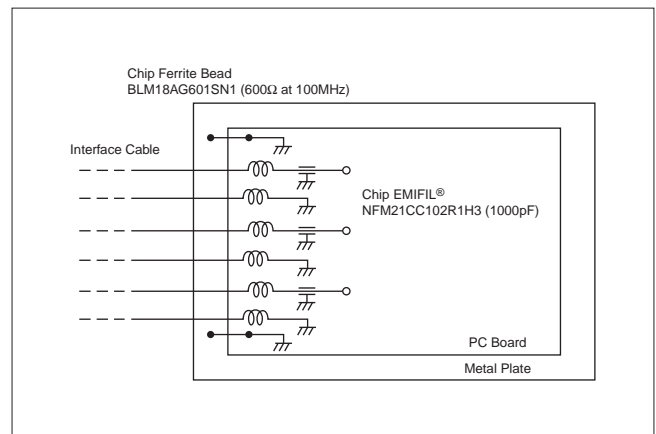 Chip Ferrite Bead
BLM18AG601SN1 (600Ω at 100MHz)
Interface Cable
Chip EMIFIL®
NFM21CC102R1H3 (1000pF)
PC Board
Metal Plate